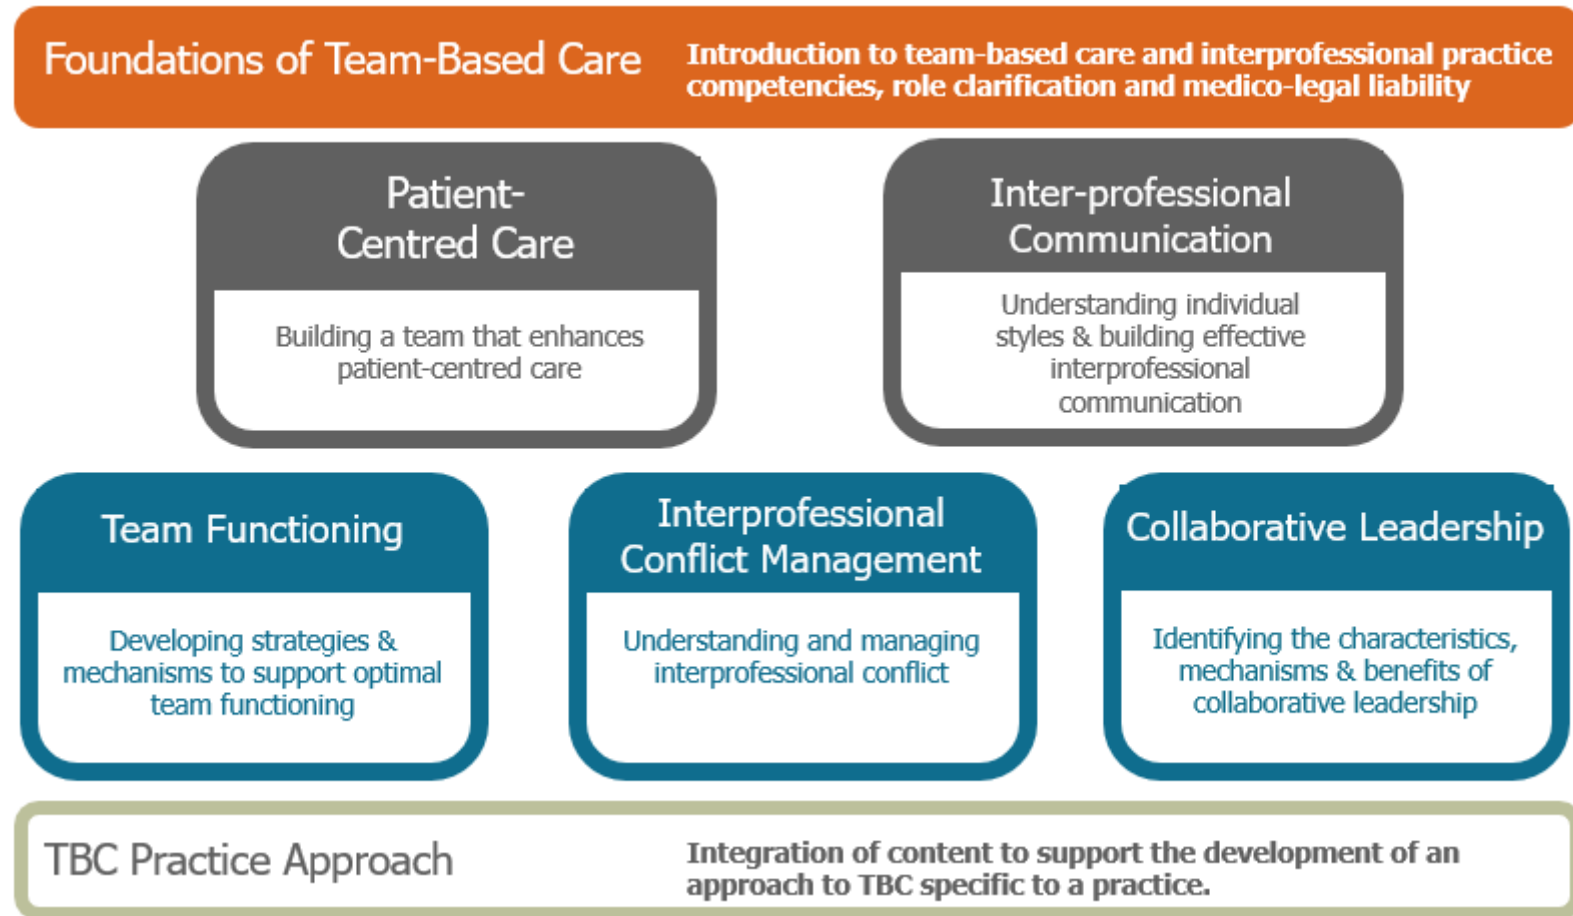 Foundations of Team-Based Care
Introduction to team-based care and interprofessional practice
competencies, role clarification and medico-legal liability
Patient-
Centred Care
Building a team that enhances
patient-centred care
Inter-professional
Communication
Understanding individual
styles & building effective
interprofessional
communication
Team Functioning
Developing strategies &
mechanisms to support optimal
team functioning
Interprofessional
Conflict Management
Understanding and managing
interprofessional conflict
Collaborative Leadership
Identifying the characteristics,
mechanisms & benefits of
collaborative leadership
TBC Practice Approach
Integration of content to support the development of an
approach to TBC specific to a practice.